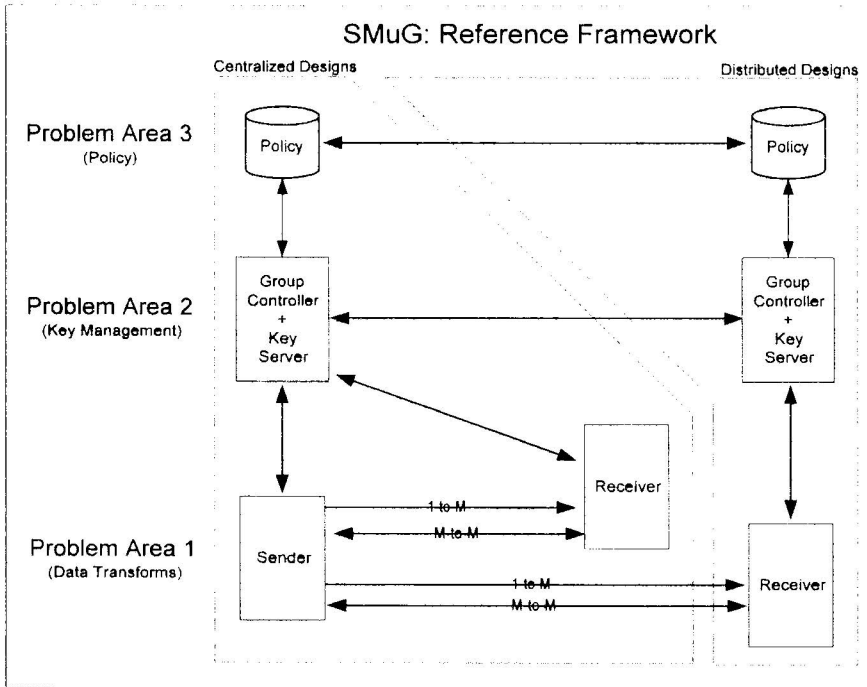 SMuG: Reference Framework
Centralized Designs
Distributed Designs
Problem Area 3
(Policy)
Policy
Policy
Problem Area 2
(Key Management)
Group
Controller
+
Key
Server
Group
Controller
+
Key
Server
Problem Area 1
(Data Transforms)
Sender
Receiver
1 to M
M-to-M
1 to M
M-to-M
Receiver